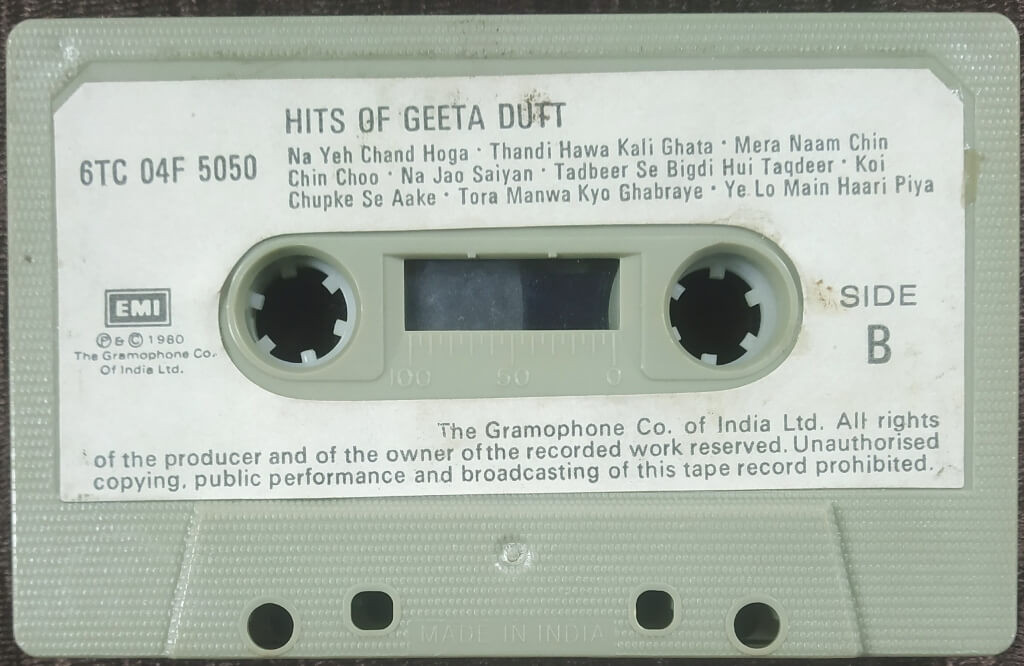 HITS OF GEETA DUTT
6TC 04F 5050
Na Yeh Chand Hoga · Thandi Hawa Kali Ghata · Mera Naam Chin
Chin Choo · Na Jao Saiyan · Tadbeer Se Bigdi Hui Taqdeer · Koi
Chupke Se Aake · Tora Manwa Kyo Ghabraye · Ye Lo Main Haari Piya
EMI
Ⓟ & © 1980
The Gramophone Co.
Of India Ltd.
SIDE
B
100 50 0
The Gramophone Co. of India Ltd. All rights
of the producer and of the owner of the recorded work reserved. Unauthorised
copying, public performance and broadcasting of this tape record prohibited.
MADE IN INDIA